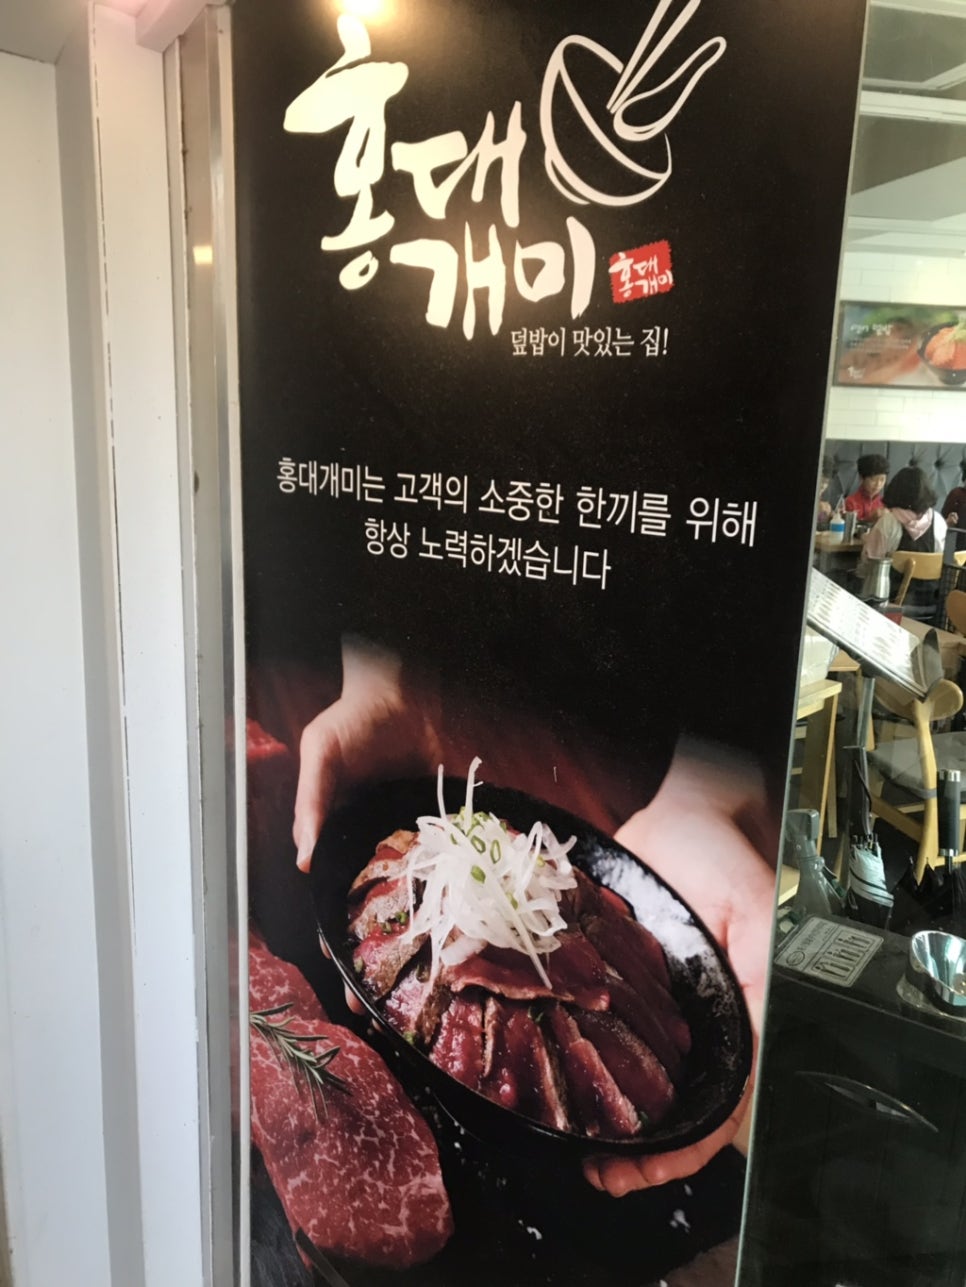 홍대
개미
홍대
개미
덮밥이 맛있는 집!
홍대개미는 고객의 소중한 한끼를 위해
항상 노력하겠습니다